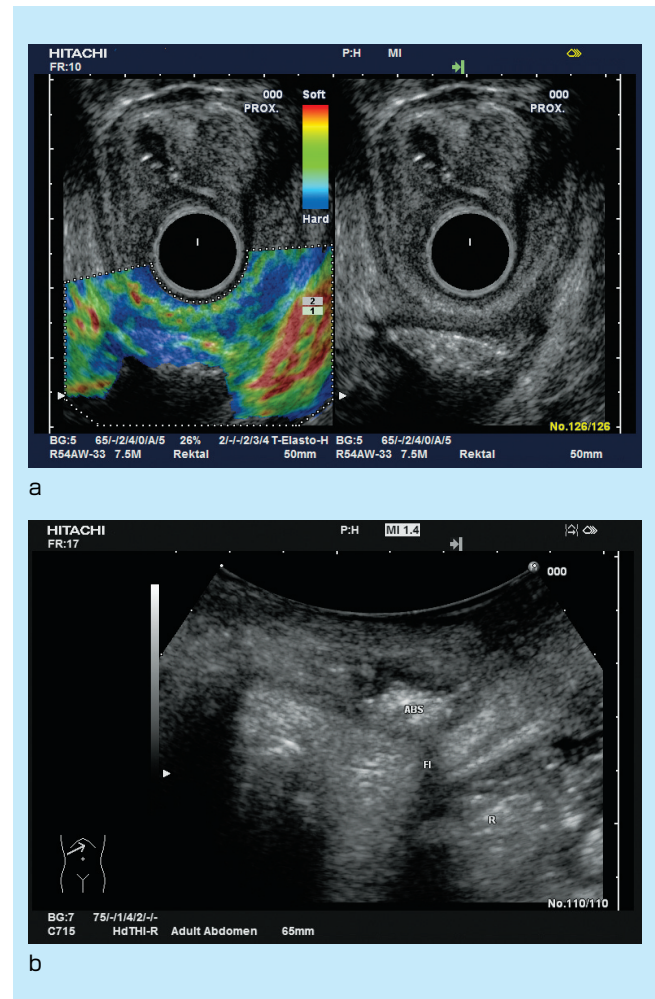 HITACHI P:H MI
FR:10
000 Soft 000
PROX. PROX.
Hard
2
1
No.126/126
BG:5 65/-/2/4/0/A/5 26% 2/-/-/2/3/4 T-Elasto-H BG:5 65/-/2/4/0/A/5
R54AW-33 7.5M Rektal 50mm R54AW-33 7.5M Rektal 50mm
a
HITACHI P:H MI 1.4
FR:17
000
ABS
FI
R
No.110/110
BG:7 75/-/1/4/2/-/-
C715 HdTHI-R Adult Abdomen 65mm
b